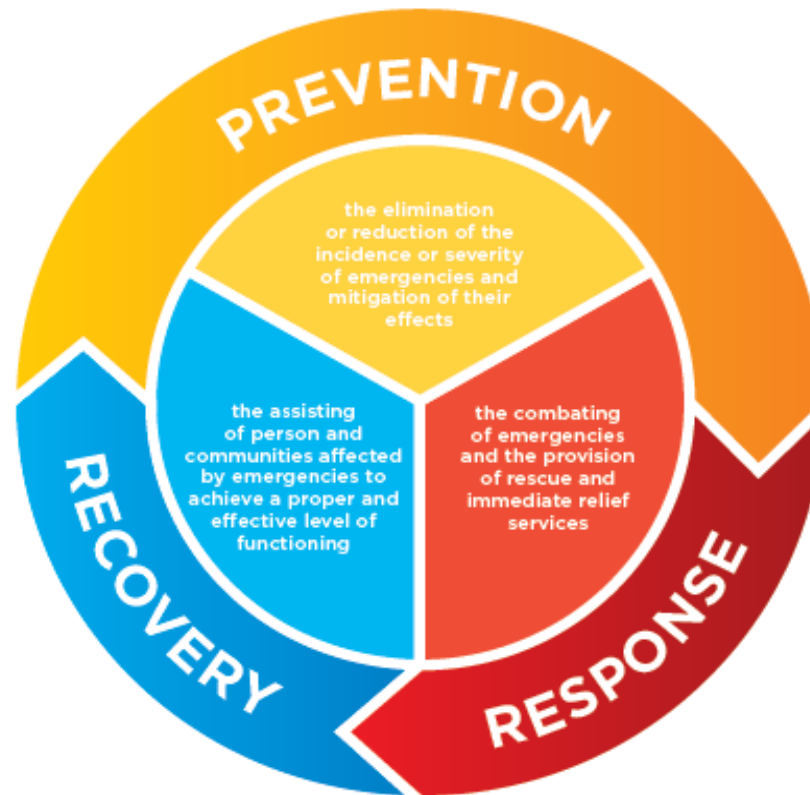 PREVENTION
the elimination
or reduction of the
incidence or severity
of emergencies and
mitigation of their
effects
the assisting
of person and
communities affected
by emergencies to
achieve a proper and
effective level of
functioning
the combating
of emergencies
and the provision
of rescue and
immediate relief
services
RECOVERY
RESPONSE